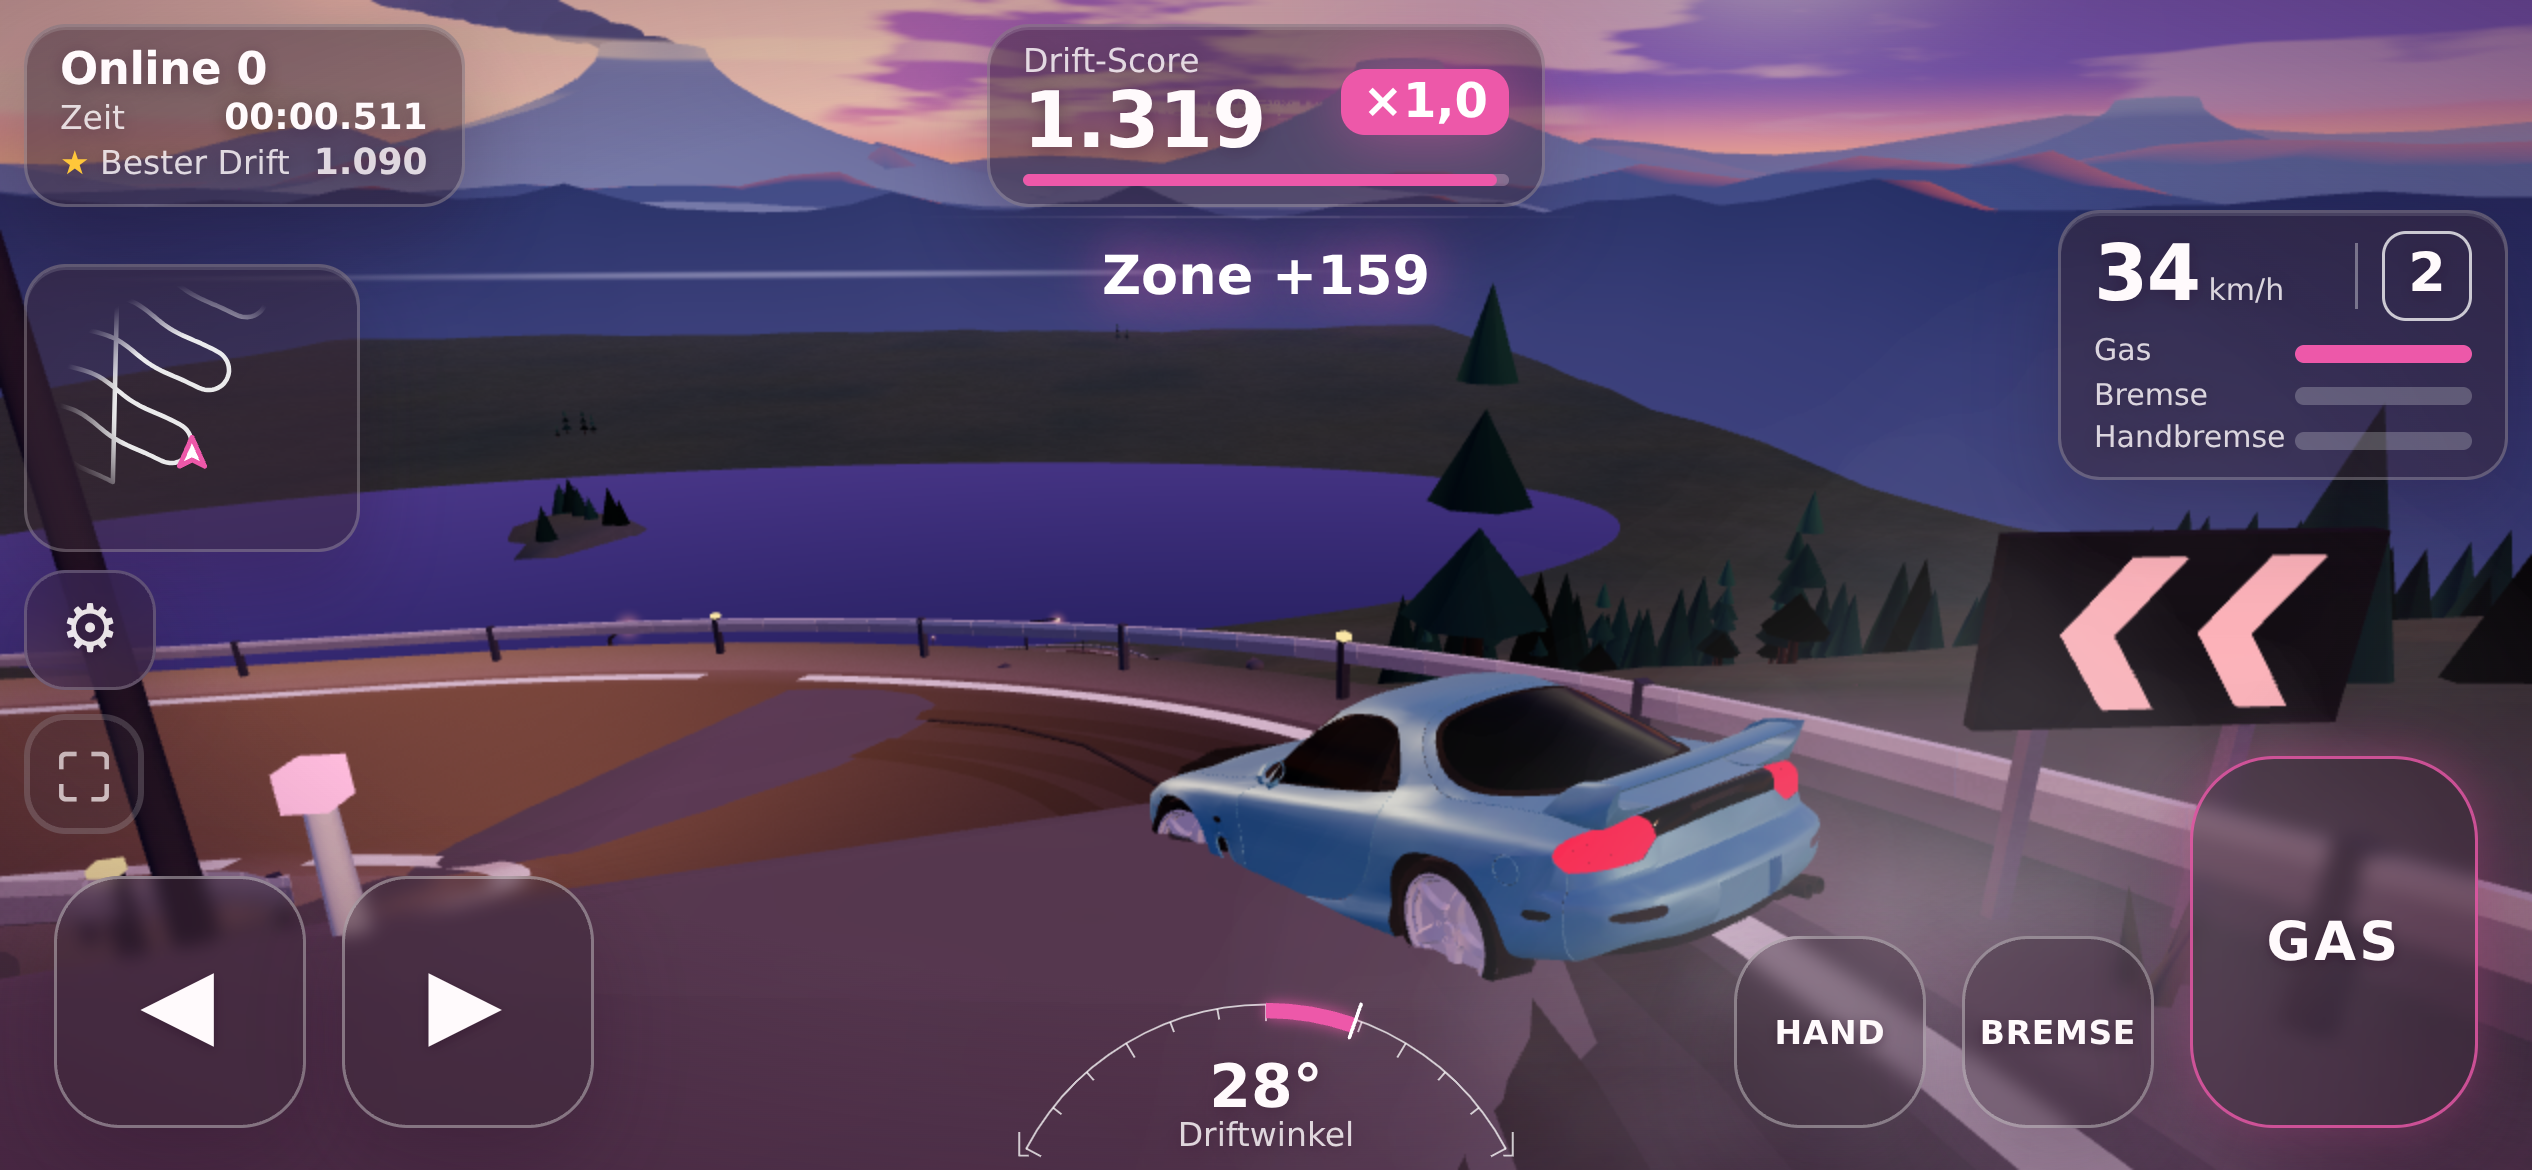 Online 0
Zeit 00:00.511
★ Bester Drift 1.090
Drift-Score
1.319 ×1,0
Zone +159
34 km/h 2
Gas
Bremse
Handbremse
GAS
HAND
BREMSE
28°
Driftwinkel